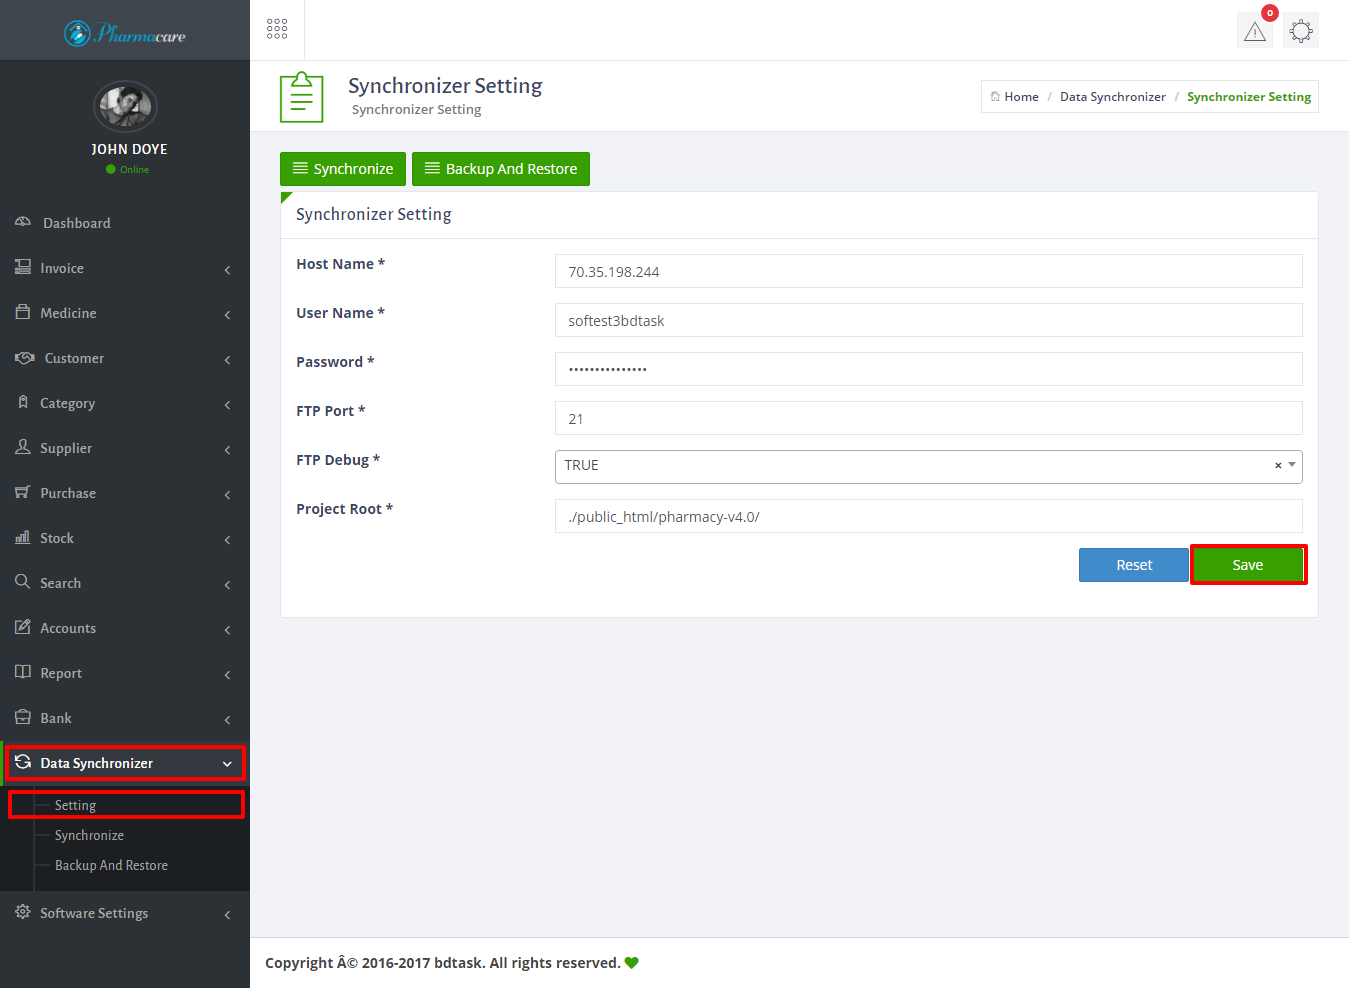 Pharmacare
0
JOHN DOYE
Online
Dashboard
Invoice
Medicine
Customer
Category
Supplier
Purchase
Stock
Search
Accounts
Report
Bank
Data Synchronizer
Setting
Synchronize
Backup And Restore
Software Settings
Synchronizer Setting
Synchronizer Setting
Home / Data Synchronizer / Synchronizer Setting
Synchronize
Backup And Restore
Synchronizer Setting
Host Name *
70.35.198.244
User Name *
softest3bdtask
Password *
•••••••••••••••
FTP Port *
21
FTP Debug *
TRUE ×
Project Root *
./public_html/pharmacy-v4.0/
Reset Save
Copyright Â© 2016-2017 bdtask. All rights reserved.